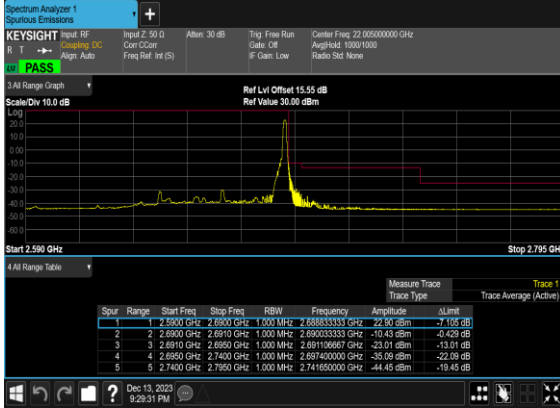 Spectrum Analyzer 1
Spurious Emissions
+
KEYSIGHT Input: RF Input Z: 50 Ω Atten: 30 dB Trig: Free Run Center Freq: 22.005000000 GHz
R T Coupling: DC Corr CCorr Gate: Off Avg|Hold: 1000/1000
Align: Auto Freq Ref: Int (S) IF Gain: Low Radio Std: None
PASS
3 All Range Graph
Ref Lvl Offset 15.55 dB
Scale/Div 10.0 dB Ref Value 30.00 dBm
Log
20.0
10.0
0.00
-10.0
-20.0
-30.0
-40.0
-50.0
-60.0
Start 2.590 GHz Stop 2.795 GH
4 All Range Table
Measure Trace Trace 1
Trace Type Trace Average (Active)
Spur Range Start Freq Stop Freq RBW Frequency Amplitude ΔLimit
1 1 2.5900 GHz 2.6900 GHz 1.000 MHz 2.688833333 GHz 22.90 dBm -7.105 dB
2 2 2.6900 GHz 2.6910 GHz 1.000 MHz 2.690033333 GHz -10.43 dBm -0.429 dB
3 3 2.6910 GHz 2.6950 GHz 1.000 MHz 2.691106667 GHz -23.01 dBm -13.01 dB
4 4 2.6950 GHz 2.7400 GHz 1.000 MHz 2.697400000 GHz -35.09 dBm -22.09 dB
5 5 2.7400 GHz 2.7950 GHz 1.000 MHz 2.741650000 GHz -44.45 dBm -19.45 dB
? Dec 13, 2023
9:29:31 PM